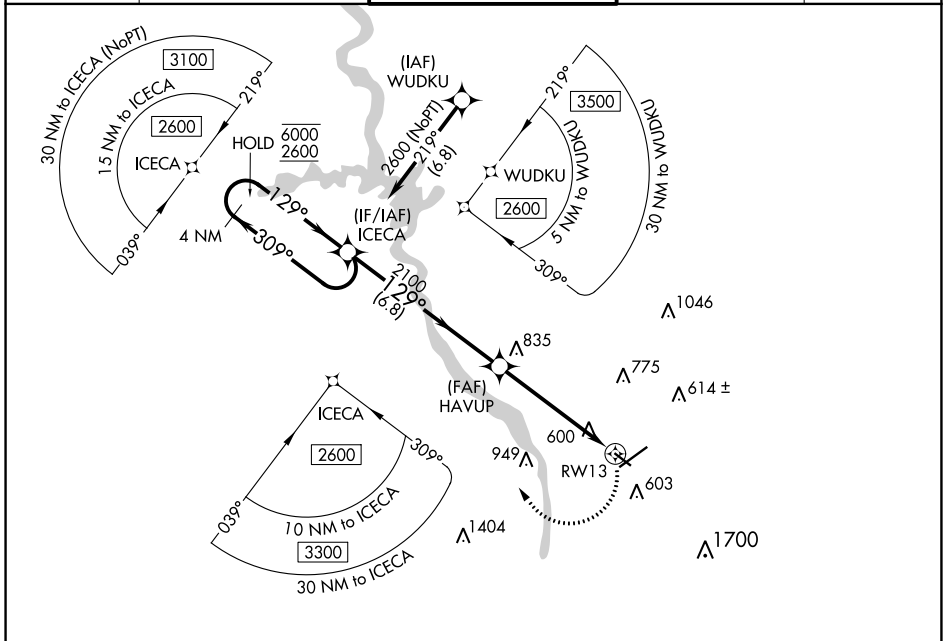 30 NM to ICECA (NoPT)
3100
219°
15 NM to ICECA
2600
ICECA
039°
HOLD
6000
2600
4 NM
129°
309°
(IF/IAF)
ICECA
(IAF)
WUDKU
2600 (NoPT)
219°
(6.8)
219°
3500
WUDKU
2600
5 NM to WUDKU
30 NM to WUDKU
309°
2100
129°
(6.8)
1046
835
775
614 ±
(FAF)
HAVUP
600
949
RW13
603
1404
1700
ICECA
2600
309°
039°
10 NM to ICECA
3300
30 NM to ICECA